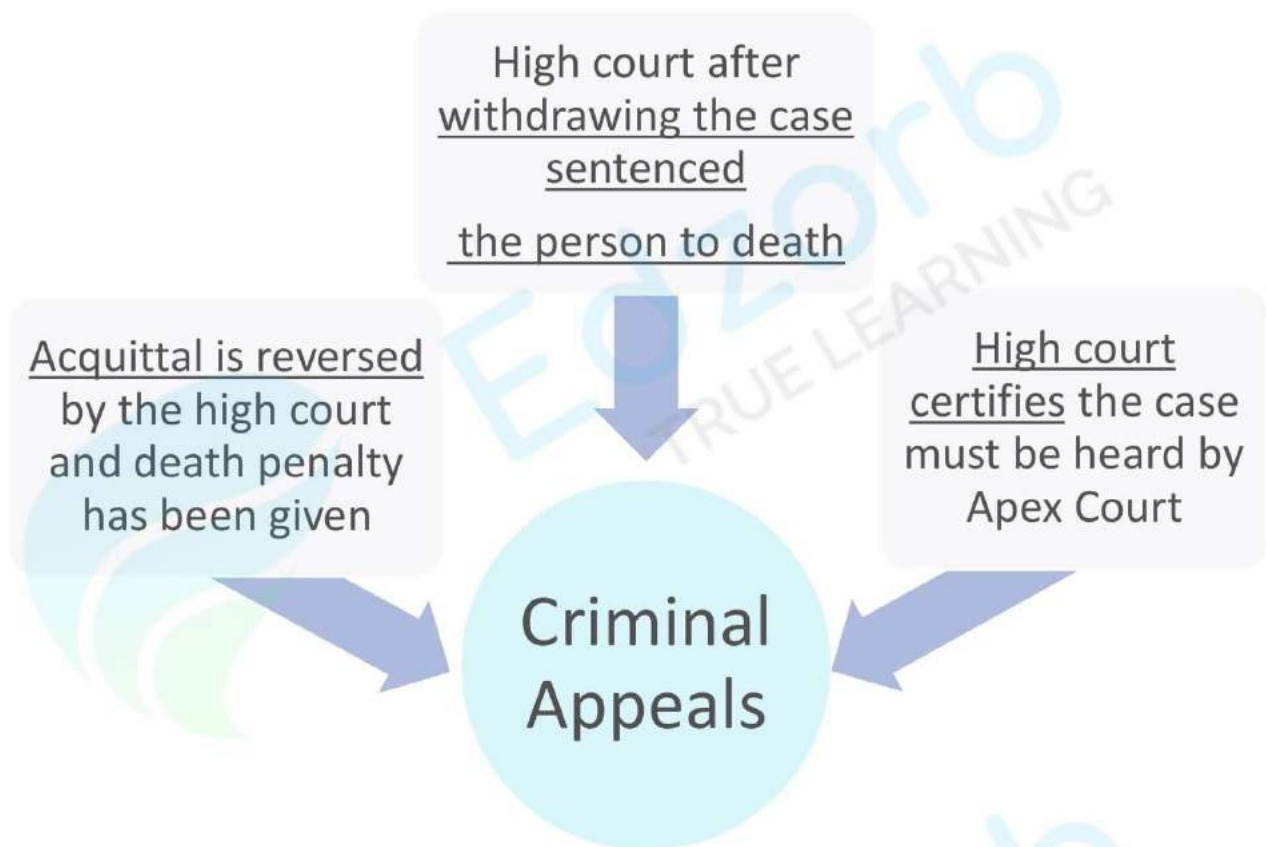 High court after
withdrawing the case
sentenced
the person to death
Acquittal is reversed
by the high court
and death penalty
has been given
High court
certifies the case
must be heard by
Apex Court
Criminal
Appeals
Edzorb
TRUE LEARNING